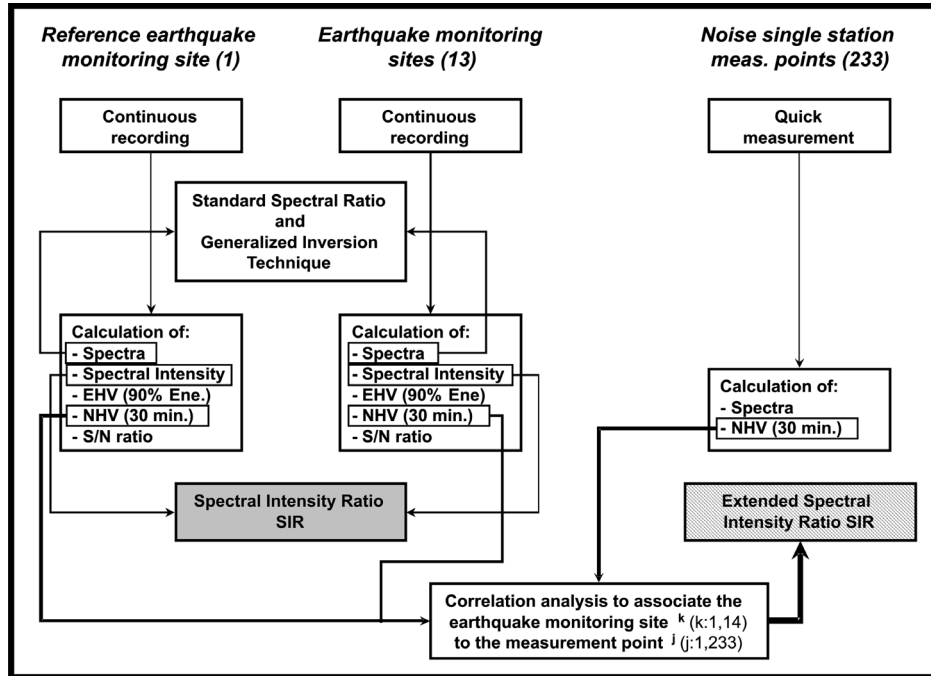 Reference earthquake
monitoring site (1)
Earthquake monitoring
sites (13)
Noise single station
meas. points (233)
Continuous
recording
Continuous
recording
Quick
measurement
Standard Spectral Ratio
and
Generalized Inversion
Technique
Calculation of:
- Spectra
- Spectral Intensity
- EHV (90% Ene.)
- NHV (30 min.)
- S/N ratio
Calculation of:
- Spectra
- Spectral Intensity
- EHV (90% Ene)
- NHV (30 min.)
- S/N ratio
Calculation of:
- Spectra
- NHV (30 min.)
Spectral Intensity Ratio
SIR
Extended Spectral
Intensity Ratio SIR
Correlation analysis to associate the
earthquake monitoring site k (k:1,14)
to the measurement point j (j:1,233)